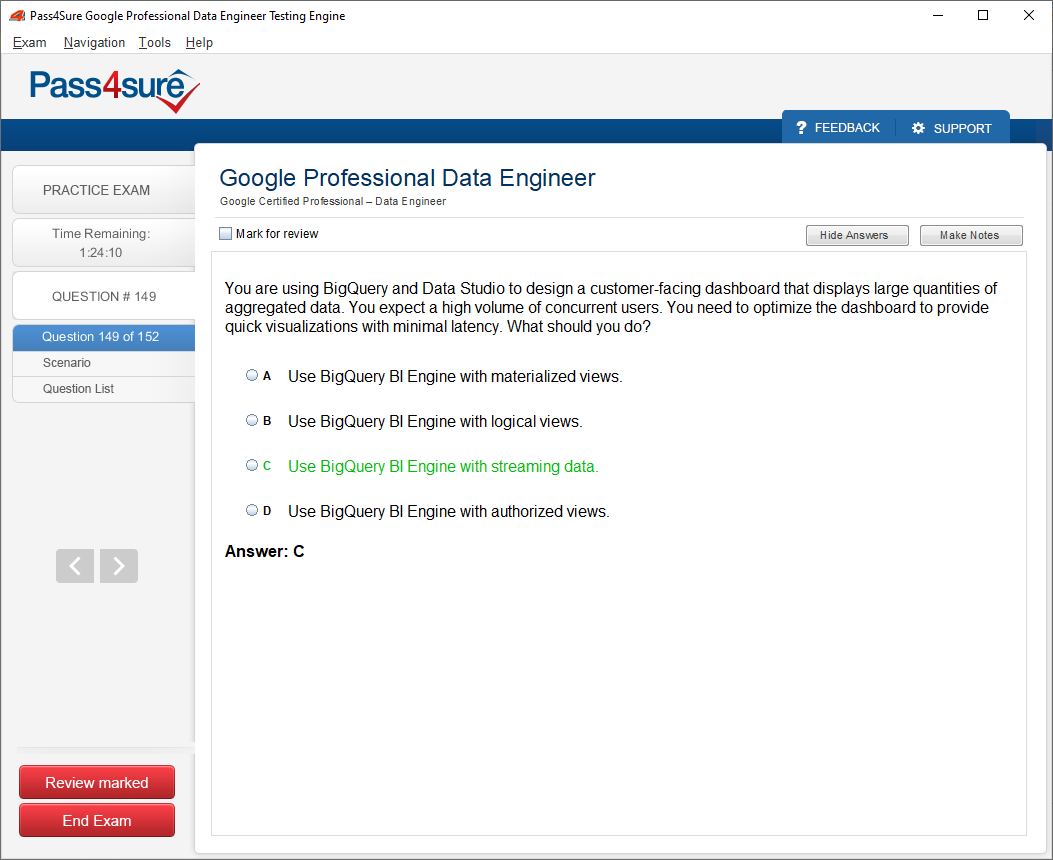 Pass4Sure Google Professional Data Engineer Testing Engine
Exam Navigation Tools Help
Pass4sure
? FEEDBACK SUPPORT
PRACTICE EXAM
Time Remaining:
1:24:10
QUESTION # 149
Question 149 of 152
Scenario
Question List
Google Professional Data Engineer
Google Certified Professional – Data Engineer
Mark for review
Hide Answers Make Notes
You are using BigQuery and Data Studio to design a customer-facing dashboard that displays large quantities of
aggregated data. You expect a high volume of concurrent users. You need to optimize the dashboard to provide
quick visualizations with minimal latency. What should you do?
A Use BigQuery BI Engine with materialized views.
B Use BigQuery BI Engine with logical views.
C Use BigQuery BI Engine with streaming data.
D Use BigQuery BI Engine with authorized views.
Answer: C
Review marked
End Exam